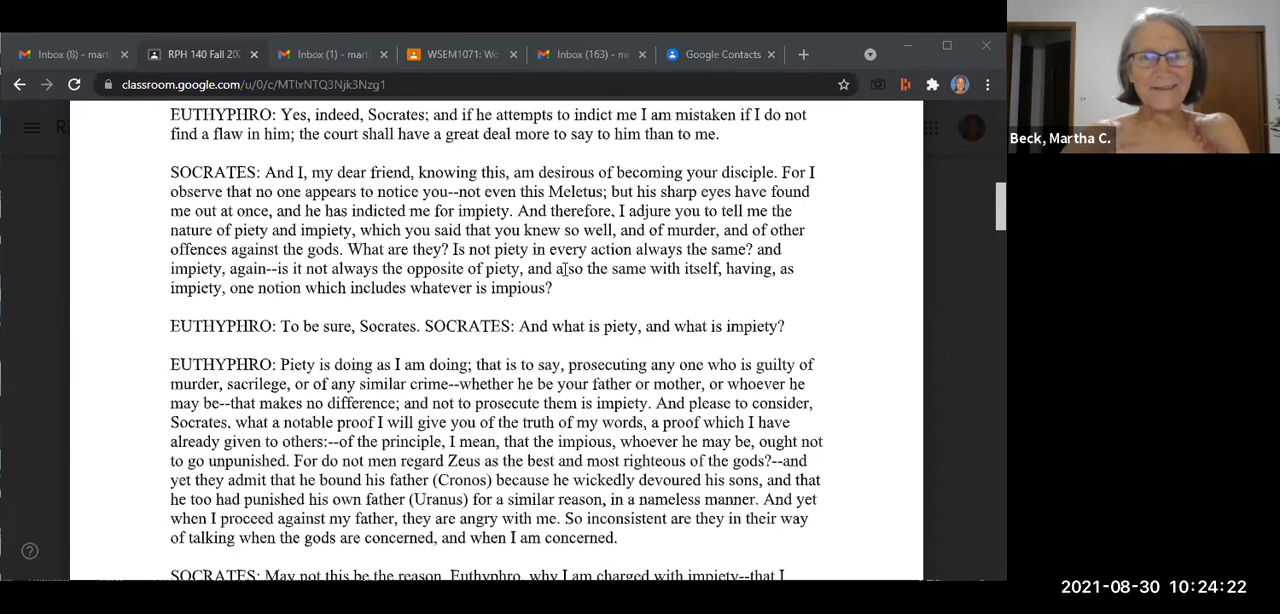 Inbox (8) - mart
RPH 140 Fall 20
Inbox (1) - mart
WSEM1071: Wo
Inbox (163) - m
Google Contacts
classroom.google.com/u/0/c/MTIxNTQ3Njk3Nzg1
Beck, Martha C.
EUTHYPHRO: Yes, indeed, Socrates; and if he attempts to indict me I am mistaken if I do not
find a flaw in him; the court shall have a great deal more to say to him than to me.
SOCRATES: And I, my dear friend, knowing this, am desirous of becoming your disciple. For I
observe that no one appears to notice you--not even this Meletus; but his sharp eyes have found
me out at once, and he has indicted me for impiety. And therefore, I adjure you to tell me the
nature of piety and impiety, which you said that you knew so well, and of murder, and of other
offences against the gods. What are they? Is not piety in every action always the same? and
impiety, again--is it not always the opposite of piety, and also the same with itself, having, as
impiety, one notion which includes whatever is impious?
EUTHYPHRO: To be sure, Socrates. SOCRATES: And what is piety, and what is impiety?
EUTHYPHRO: Piety is doing as I am doing; that is to say, prosecuting any one who is guilty of
murder, sacrilege, or of any similar crime--whether he be your father or mother, or whoever he
may be--that makes no difference; and not to prosecute them is impiety. And please to consider,
Socrates, what a notable proof I will give you of the truth of my words, a proof which I have
already given to others:--of the principle, I mean, that the impious, whoever he may be, ought not
to go unpunished. For do not men regard Zeus as the best and most righteous of the gods?--and
yet they admit that he bound his father (Cronos) because he wickedly devoured his sons, and that
he too had punished his own father (Uranus) for a similar reason, in a nameless manner. And yet
when I proceed against my father, they are angry with me. So inconsistent are they in their way
of talking when the gods are concerned, and when I am concerned.
SOCRATES: May not this be the reason, Euthyphro, why I am charged with impiety--that I
2021-08-30 10:24:22